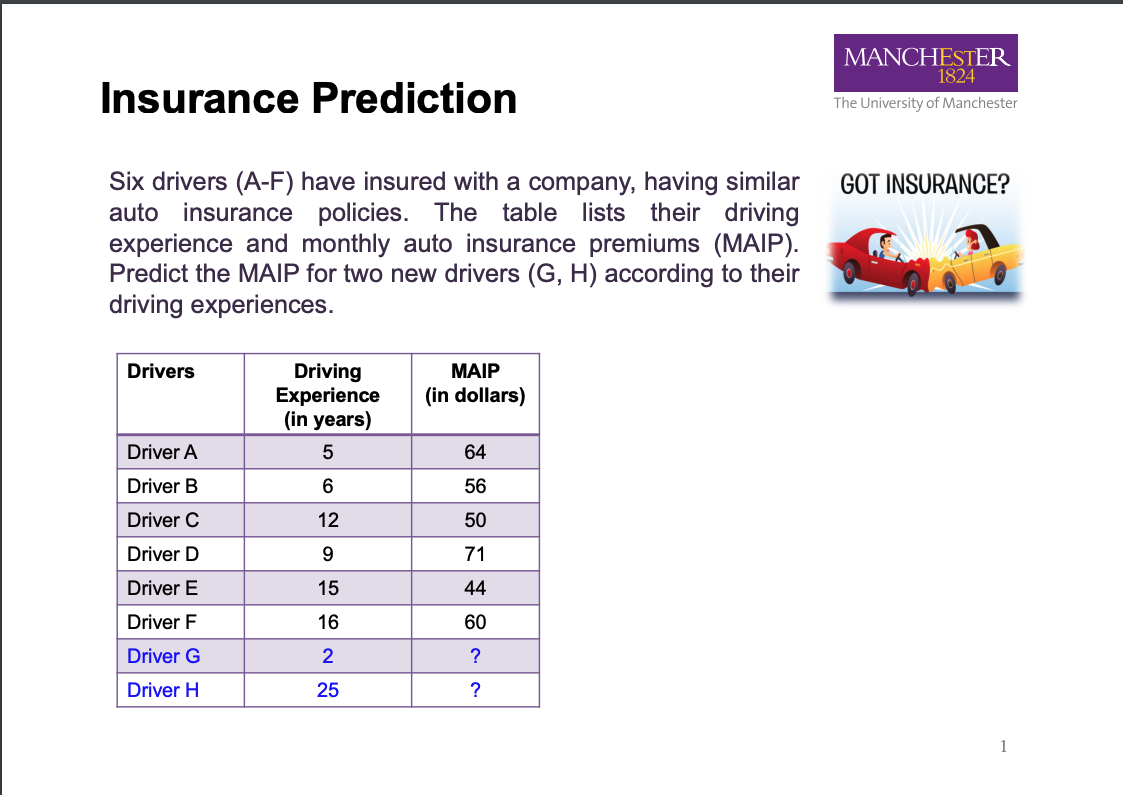 MANCHESTER
1824
The University of Manchester
Insurance Prediction
Six drivers (A-F) have insured with a company, having similar
auto insurance policies. The table lists their driving
experience and monthly auto insurance premiums (MAIP).
Predict the MAIP for two new drivers (G, H) according to their
driving experiences.
GOT INSURANCE?
Drivers Driving MAIP
Experience (in dollars)
(in years)
Driver A 5 64
Driver B 6 56
Driver C 12 50
Driver D 9 71
Driver E 15 44
Driver F 16 60
Driver G 2 ?
Driver H 25 ?
1